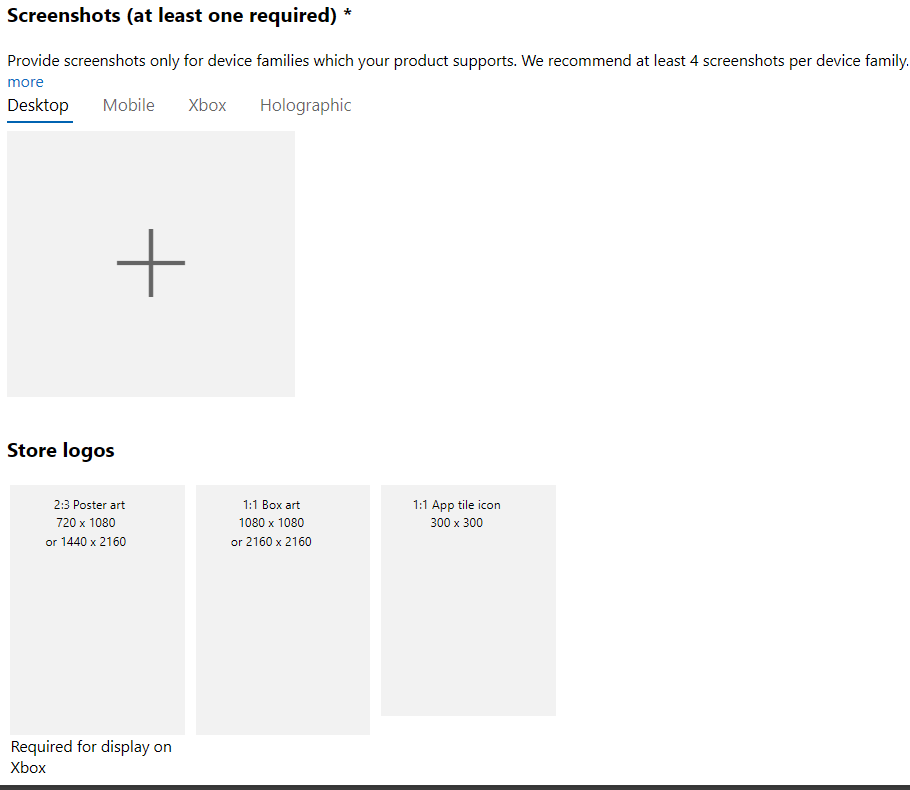 Screenshots (at least one required) *
Provide screenshots only for device families which your product supports. We recommend at least 4 screenshots per device family.
more
Desktop Mobile Xbox Holographic
Store logos
2:3 Poster art
720 x 1080
or 1440 x 2160
1:1 Box art
1080 x 1080
or 2160 x 2160
1:1 App tile icon
300 x 300
Required for display on
Xbox